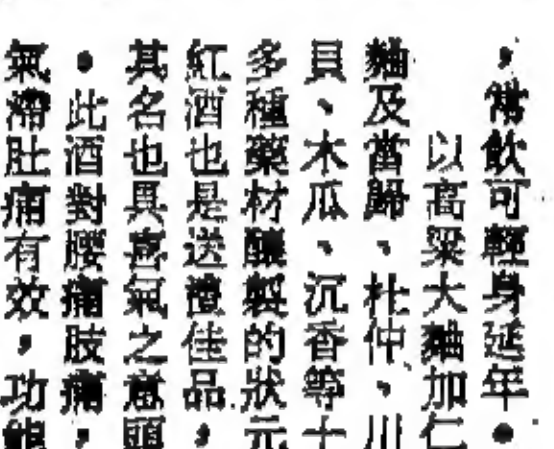 ，常飲可輕身延年。
以高粱大麯加仁
麯及當歸、杜仲、川
貝、木瓜、沉香等十
多種藥材釀製的狀元
紅酒也是送禮佳品，
其名也具喜氣之意頭
。此酒對腰痛肢痛，
氣滯肚痛有效，功能